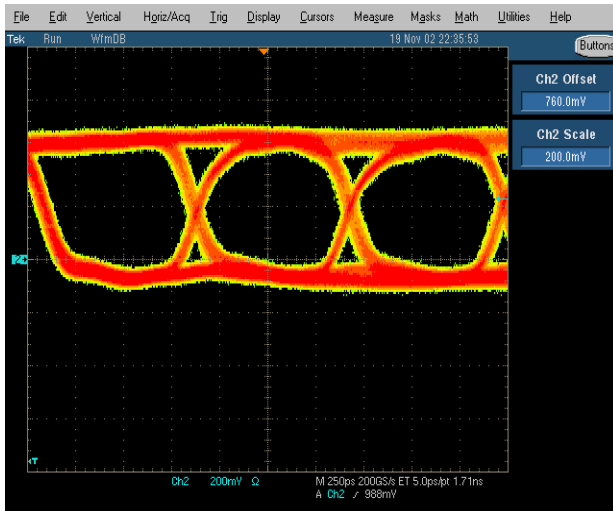 File Edit Vertical Horiz/Acq Trig Display Cursors Measure Masks Math Utilities Help
Tek Run WfmDB 19 Nov 02 22:35:53
Buttons
Ch2 Offset
760.0mV
Ch2 Scale
200.0mV
2
T
Ch2 200mV Ω M 250ps 200GS/s ET 5.0ps/pt 1.71ns
A Ch2 ƒ 988mV